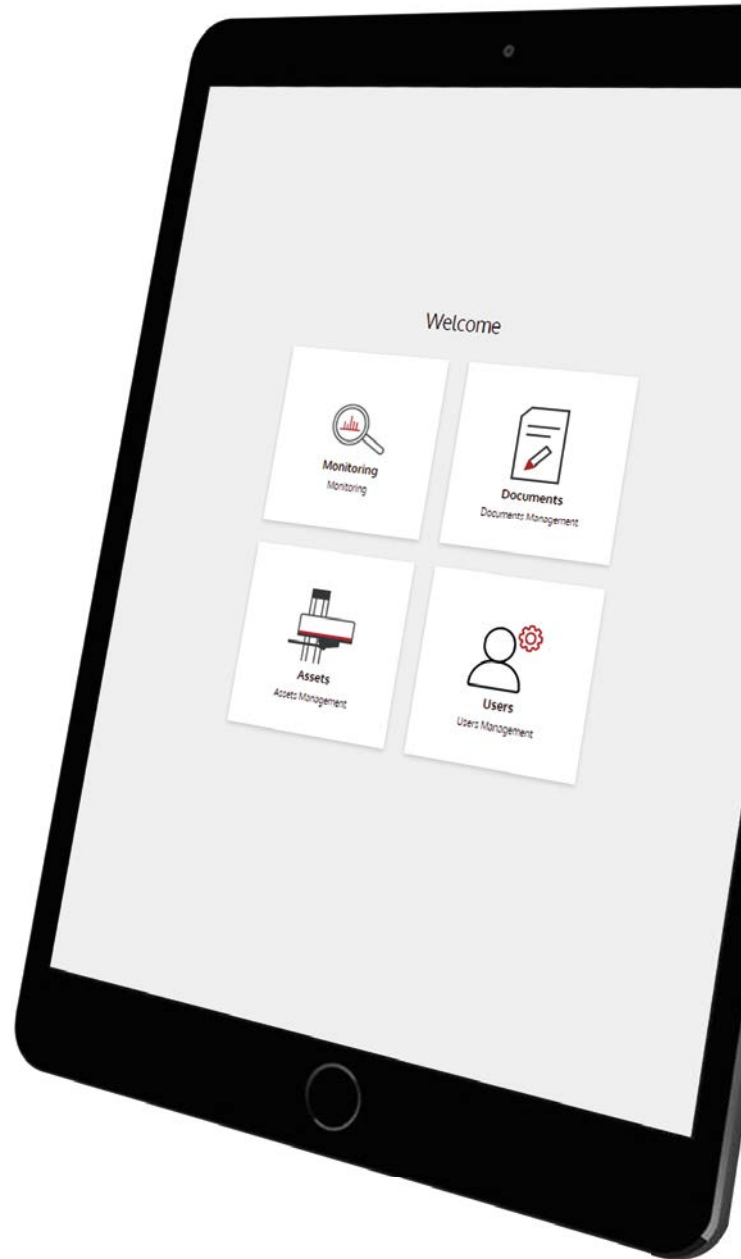 Welcome
Monitoring
Monitoring
Documents
Documents Management
Assets
Assets Management
Users
Users Management